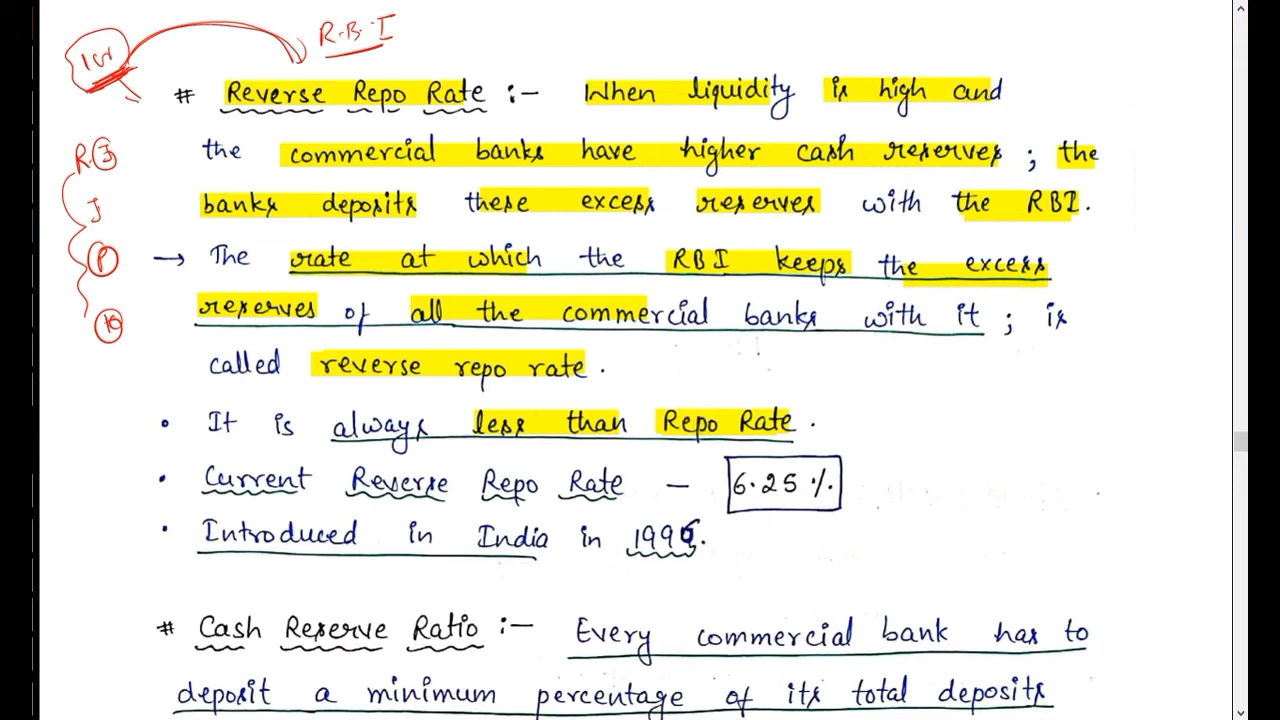 R.B.I
# Reverse Repo Rate :- When liquidity is high and
the commercial banks have higher cash reserves ; the
banks deposits these excess reserves with the RBI.
→ The rate at which the RBI keeps the excess
reserves of all the commercial banks with it ; is
called reverse repo rate.
• It is always less than Repo Rate.
• Current Reverse Repo Rate – 6.25 %.
• Introduced in India in 1996.
# Cash Reserve Ratio :- Every commercial bank has to
deposit a minimum percentage of its total deposits